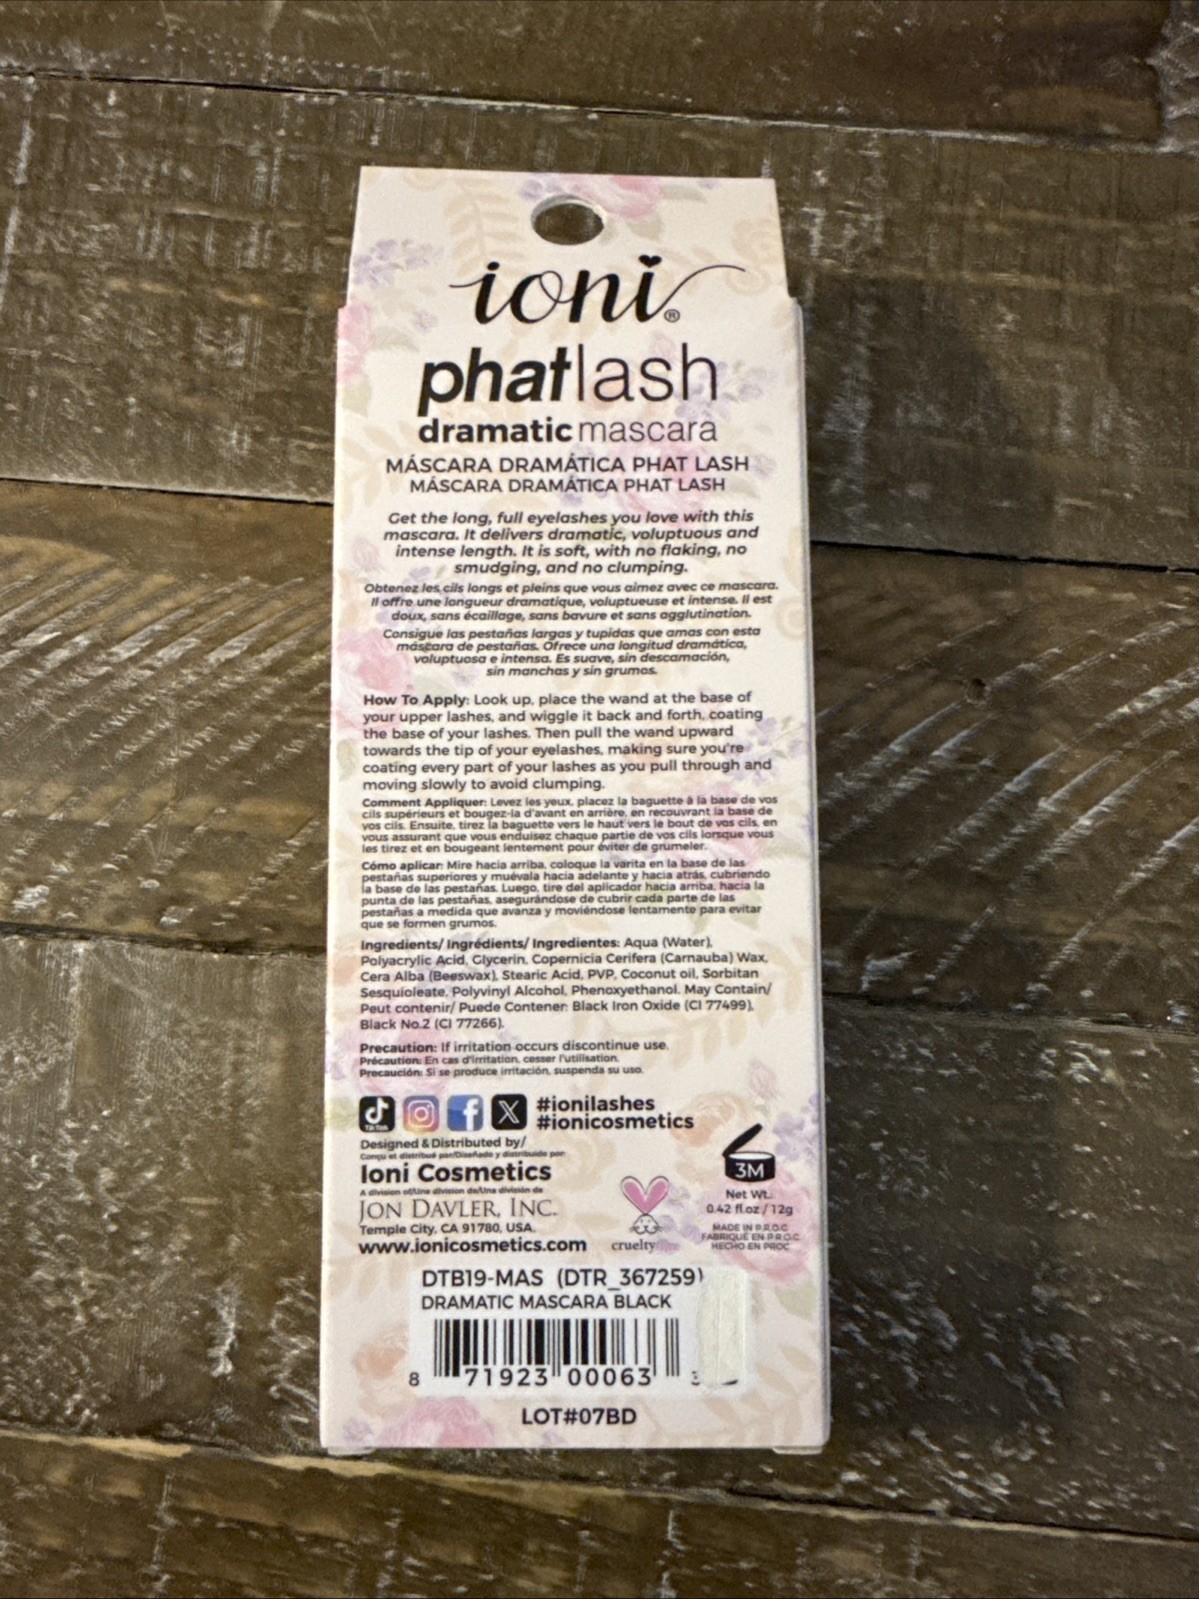 ioni®
phatlash
dramatic mascara
MÁSCARA DRAMÁTICA PHAT LASH
MÁSCARA DRAMÁTICA PHAT LASH
Get the long, full eyelashes you love with this
mascara. It delivers dramatic, voluptuous and
intense length. It is soft, with no flaking, no
smudging, and no clumping.
Obtenez les cils longs et pleins que vous aimez avec ce mascara.
Il offre une longueur dramatique, voluptueuse et intense. Il est
doux, sans écaillage, sans bavure et sans agglutination.
Consigue las pestañas largas y tupidas que amas con esta
máscara de pestañas. Ofrece una longitud dramática,
voluptuosa e intensa. Es suave, sin descamación,
sin manchas y sin grumos.
How To Apply: Look up, place the wand at the base of
your upper lashes, and wiggle it back and forth, coating
the base of your lashes. Then pull the wand upward
towards the tip of your eyelashes, making sure you're
coating every part of your lashes as you pull through and
moving slowly to avoid clumping.
Comment Appliquer: Levez les yeux, placez la baguette à la base de vos
cils supérieurs et bougez-la d'avant en arrière, en recouvrant la base de
vos cils. Ensuite, tirez la baguette vers le haut vers le bout de vos cils, en
vous assurant que vous enduisez chaque partie de vos cils lorsque vous
les tirez et en bougeant lentement pour éviter de grumeler.
Cómo aplicar: Mire hacia arriba, coloque la varita en la base de las
pestañas superiores y muévala hacia adelante y hacia atrás, cubriendo
la base de las pestañas. Luego, tire del aplicador hacia arriba, hacia la
punta de las pestañas, asegurándose de cubrir cada parte de las
pestañas a medida que avanza y moviéndose lentamente para evitar
que se formen grumos.
Ingredients/ Ingrédients/ Ingredientes: Aqua (Water),
Polyacrylic Acid, Glycerin, Copernicia Cerifera (Carnauba) Wax,
Cera Alba (Beeswax), Stearic Acid, PVP, Coconut oil, Sorbitan
Sesquioleate, Polyvinyl Alcohol, Phenoxyethanol. May Contain/
Peut contenir/ Puede Contener: Black Iron Oxide (CI 77499),
Black No.2 (CI 77266).
Precaution: If irritation occurs discontinue use.
Précaution: En cas d'irritation, cesser l'utilisation.
Precaución: Si se produce irritación, suspenda su uso.
TikTok
#ionilashes
#ionicosmetics
Designed & Distributed by/
Conçu et distribué par/Diseñado y distribuido por:
Ioni Cosmetics
A division of/Une division de/Una división de
JON DAVLER, INC.
Temple City, CA 91780, USA.
www.ionicosmetics.com
cruelty
3M
Net Wt.:
0.42 fl.oz / 12g
MADE IN P.R.O.C
FABRIQUÉ EN P.R.O.C.
HECHO EN PROC
DTB19-MAS (DTR_367259)
DRAMATIC MASCARA BLACK
8 71923 00063
LOT#07BD